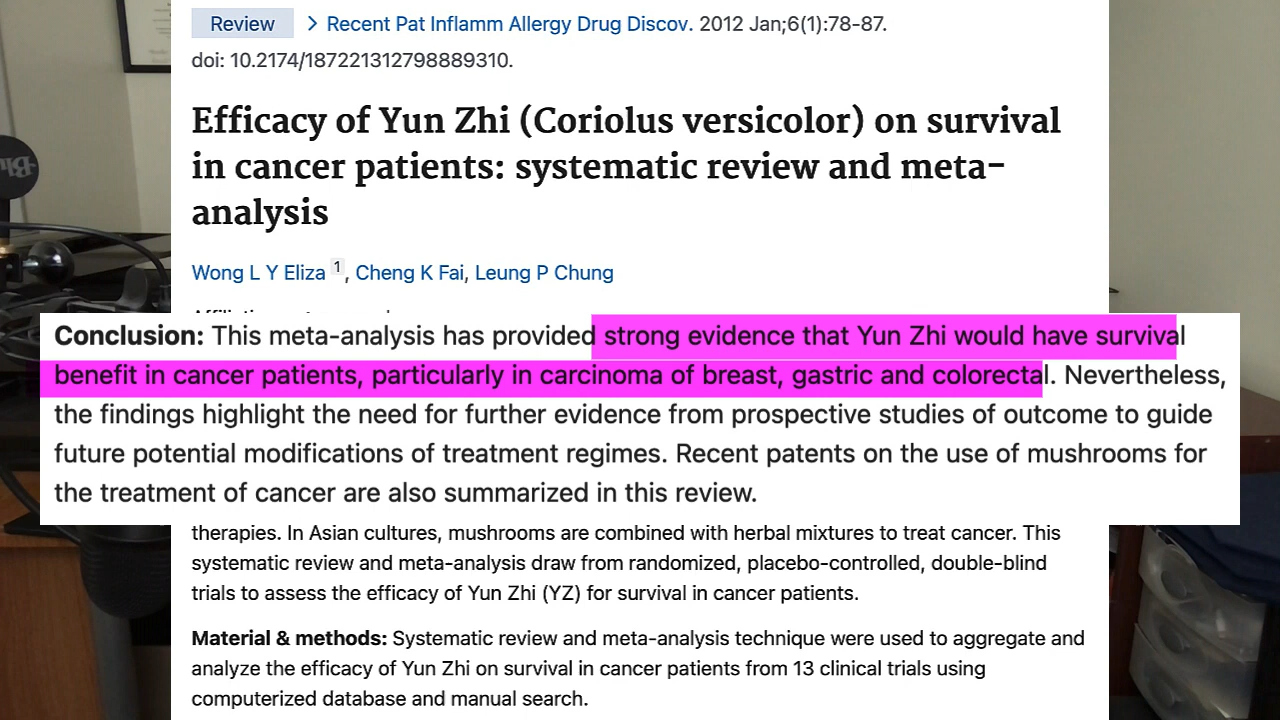 Review > Recent Pat Inflamm Allergy Drug Discov. 2012 Jan;6(1):78-87.
doi: 10.2174/187221312798889310.
Efficacy of Yun Zhi (Coriolus versicolor) on survival
in cancer patients: systematic review and meta-
analysis
Wong L Y Eliza 1, Cheng K Fai, Leung P Chung
Conclusion: This meta-analysis has provided strong evidence that Yun Zhi would have survival
benefit in cancer patients, particularly in carcinoma of breast, gastric and colorectal. Nevertheless,
the findings highlight the need for further evidence from prospective studies of outcome to guide
future potential modifications of treatment regimes. Recent patents on the use of mushrooms for
the treatment of cancer are also summarized in this review.
therapies. In Asian cultures, mushrooms are combined with herbal mixtures to treat cancer. This
systematic review and meta-analysis draw from randomized, placebo-controlled, double-blind
trials to assess the efficacy of Yun Zhi (YZ) for survival in cancer patients.
Material & methods: Systematic review and meta-analysis technique were used to aggregate and
analyze the efficacy of Yun Zhi on survival in cancer patients from 13 clinical trials using
computerized database and manual search.